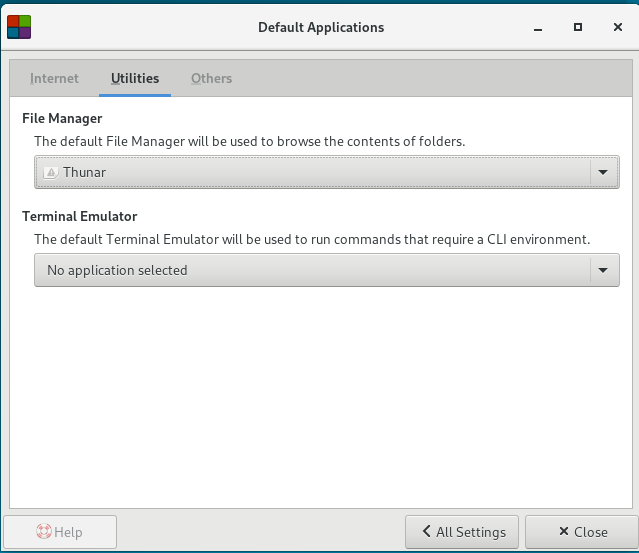 Default Applications
Internet Utilities Others
File Manager
The default File Manager will be used to browse the contents of folders.
Thunar
Terminal Emulator
The default Terminal Emulator will be used to run commands that require a CLI environment.
No application selected
Help All Settings Close